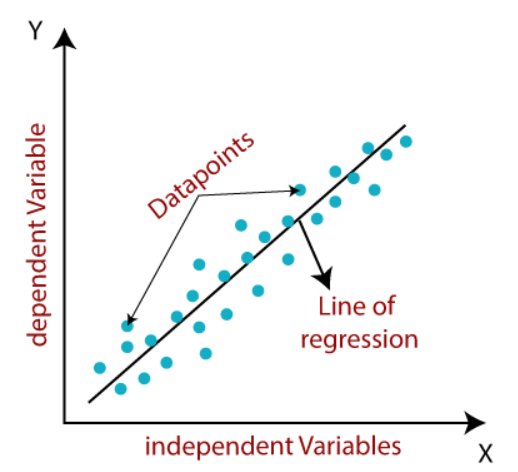 Y
dependent Variable
Datapoints
Line of
regression
independent Variables
X